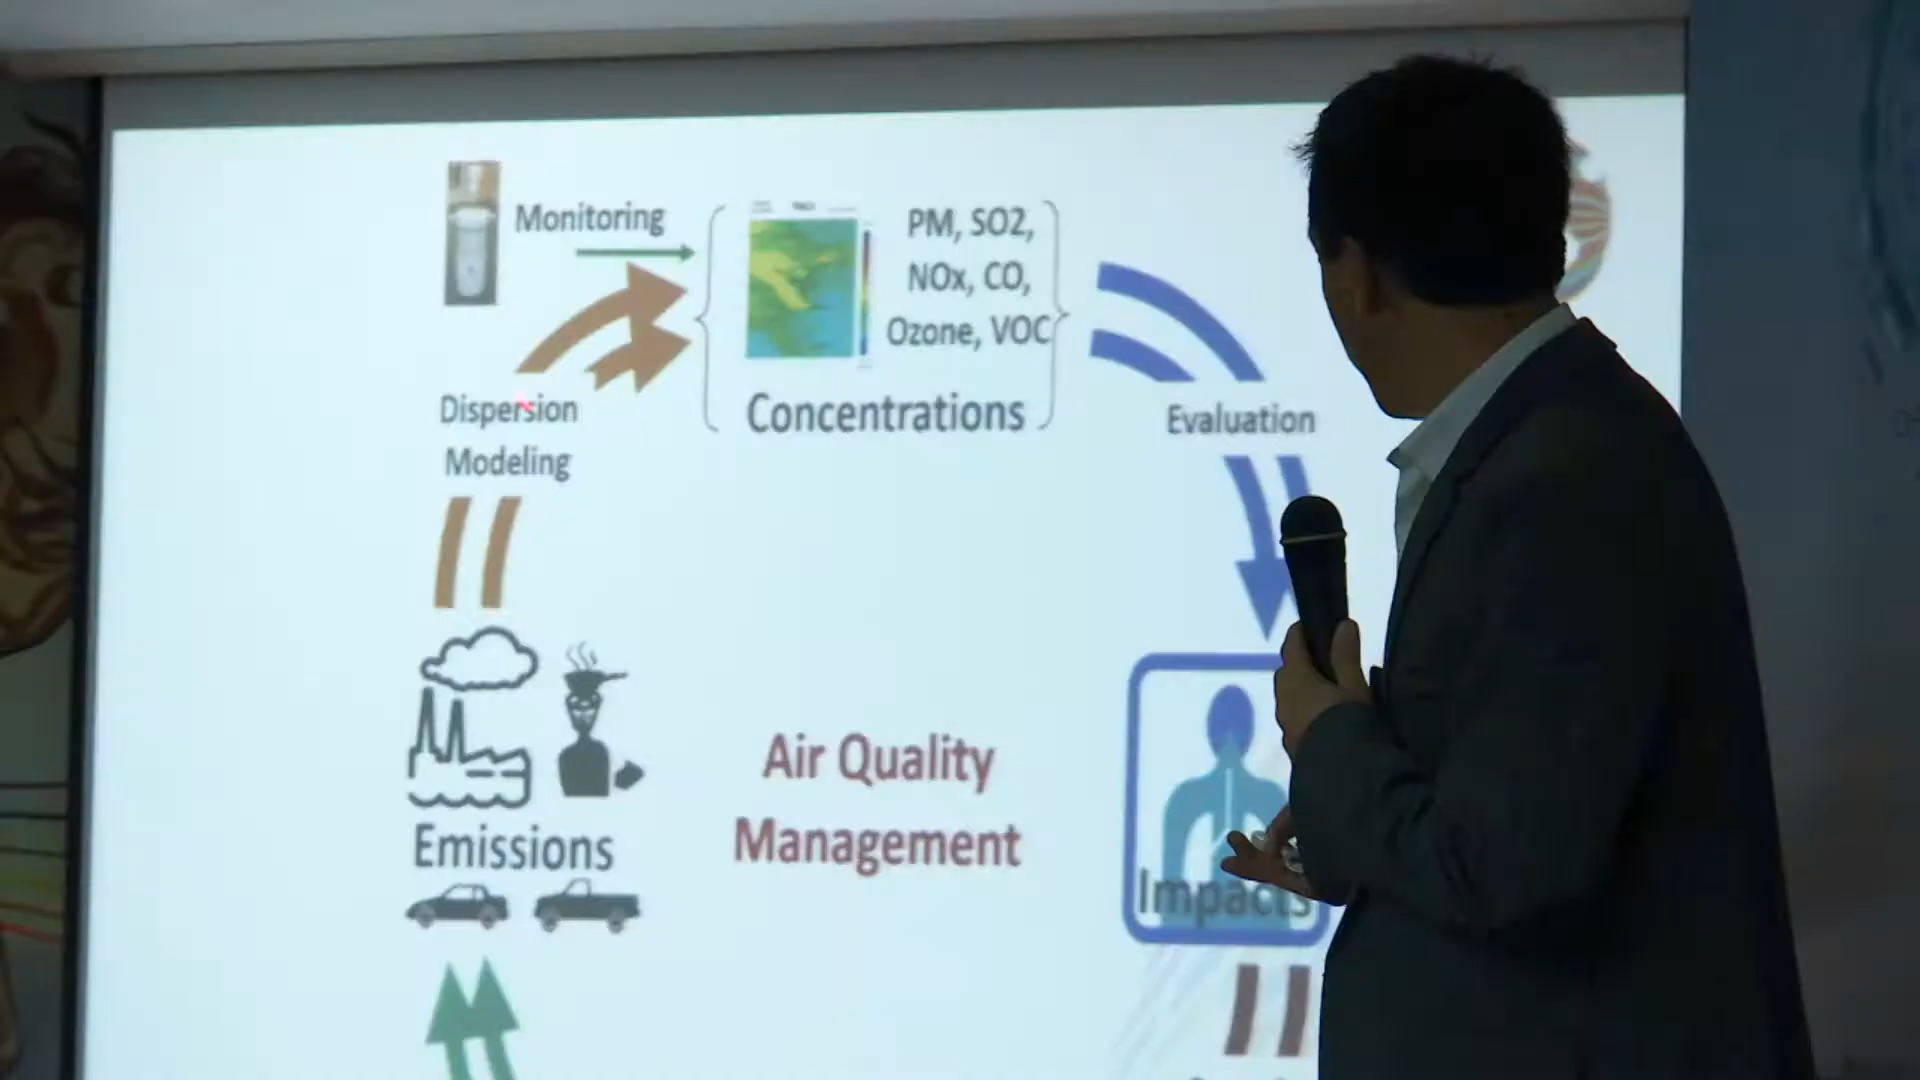 Monitoring
PM, SO2,
NOx, CO,
Ozone, VOC
Concentrations
Dispersion
Modeling
Evaluation
Emissions
Air Quality
Management
Impacts